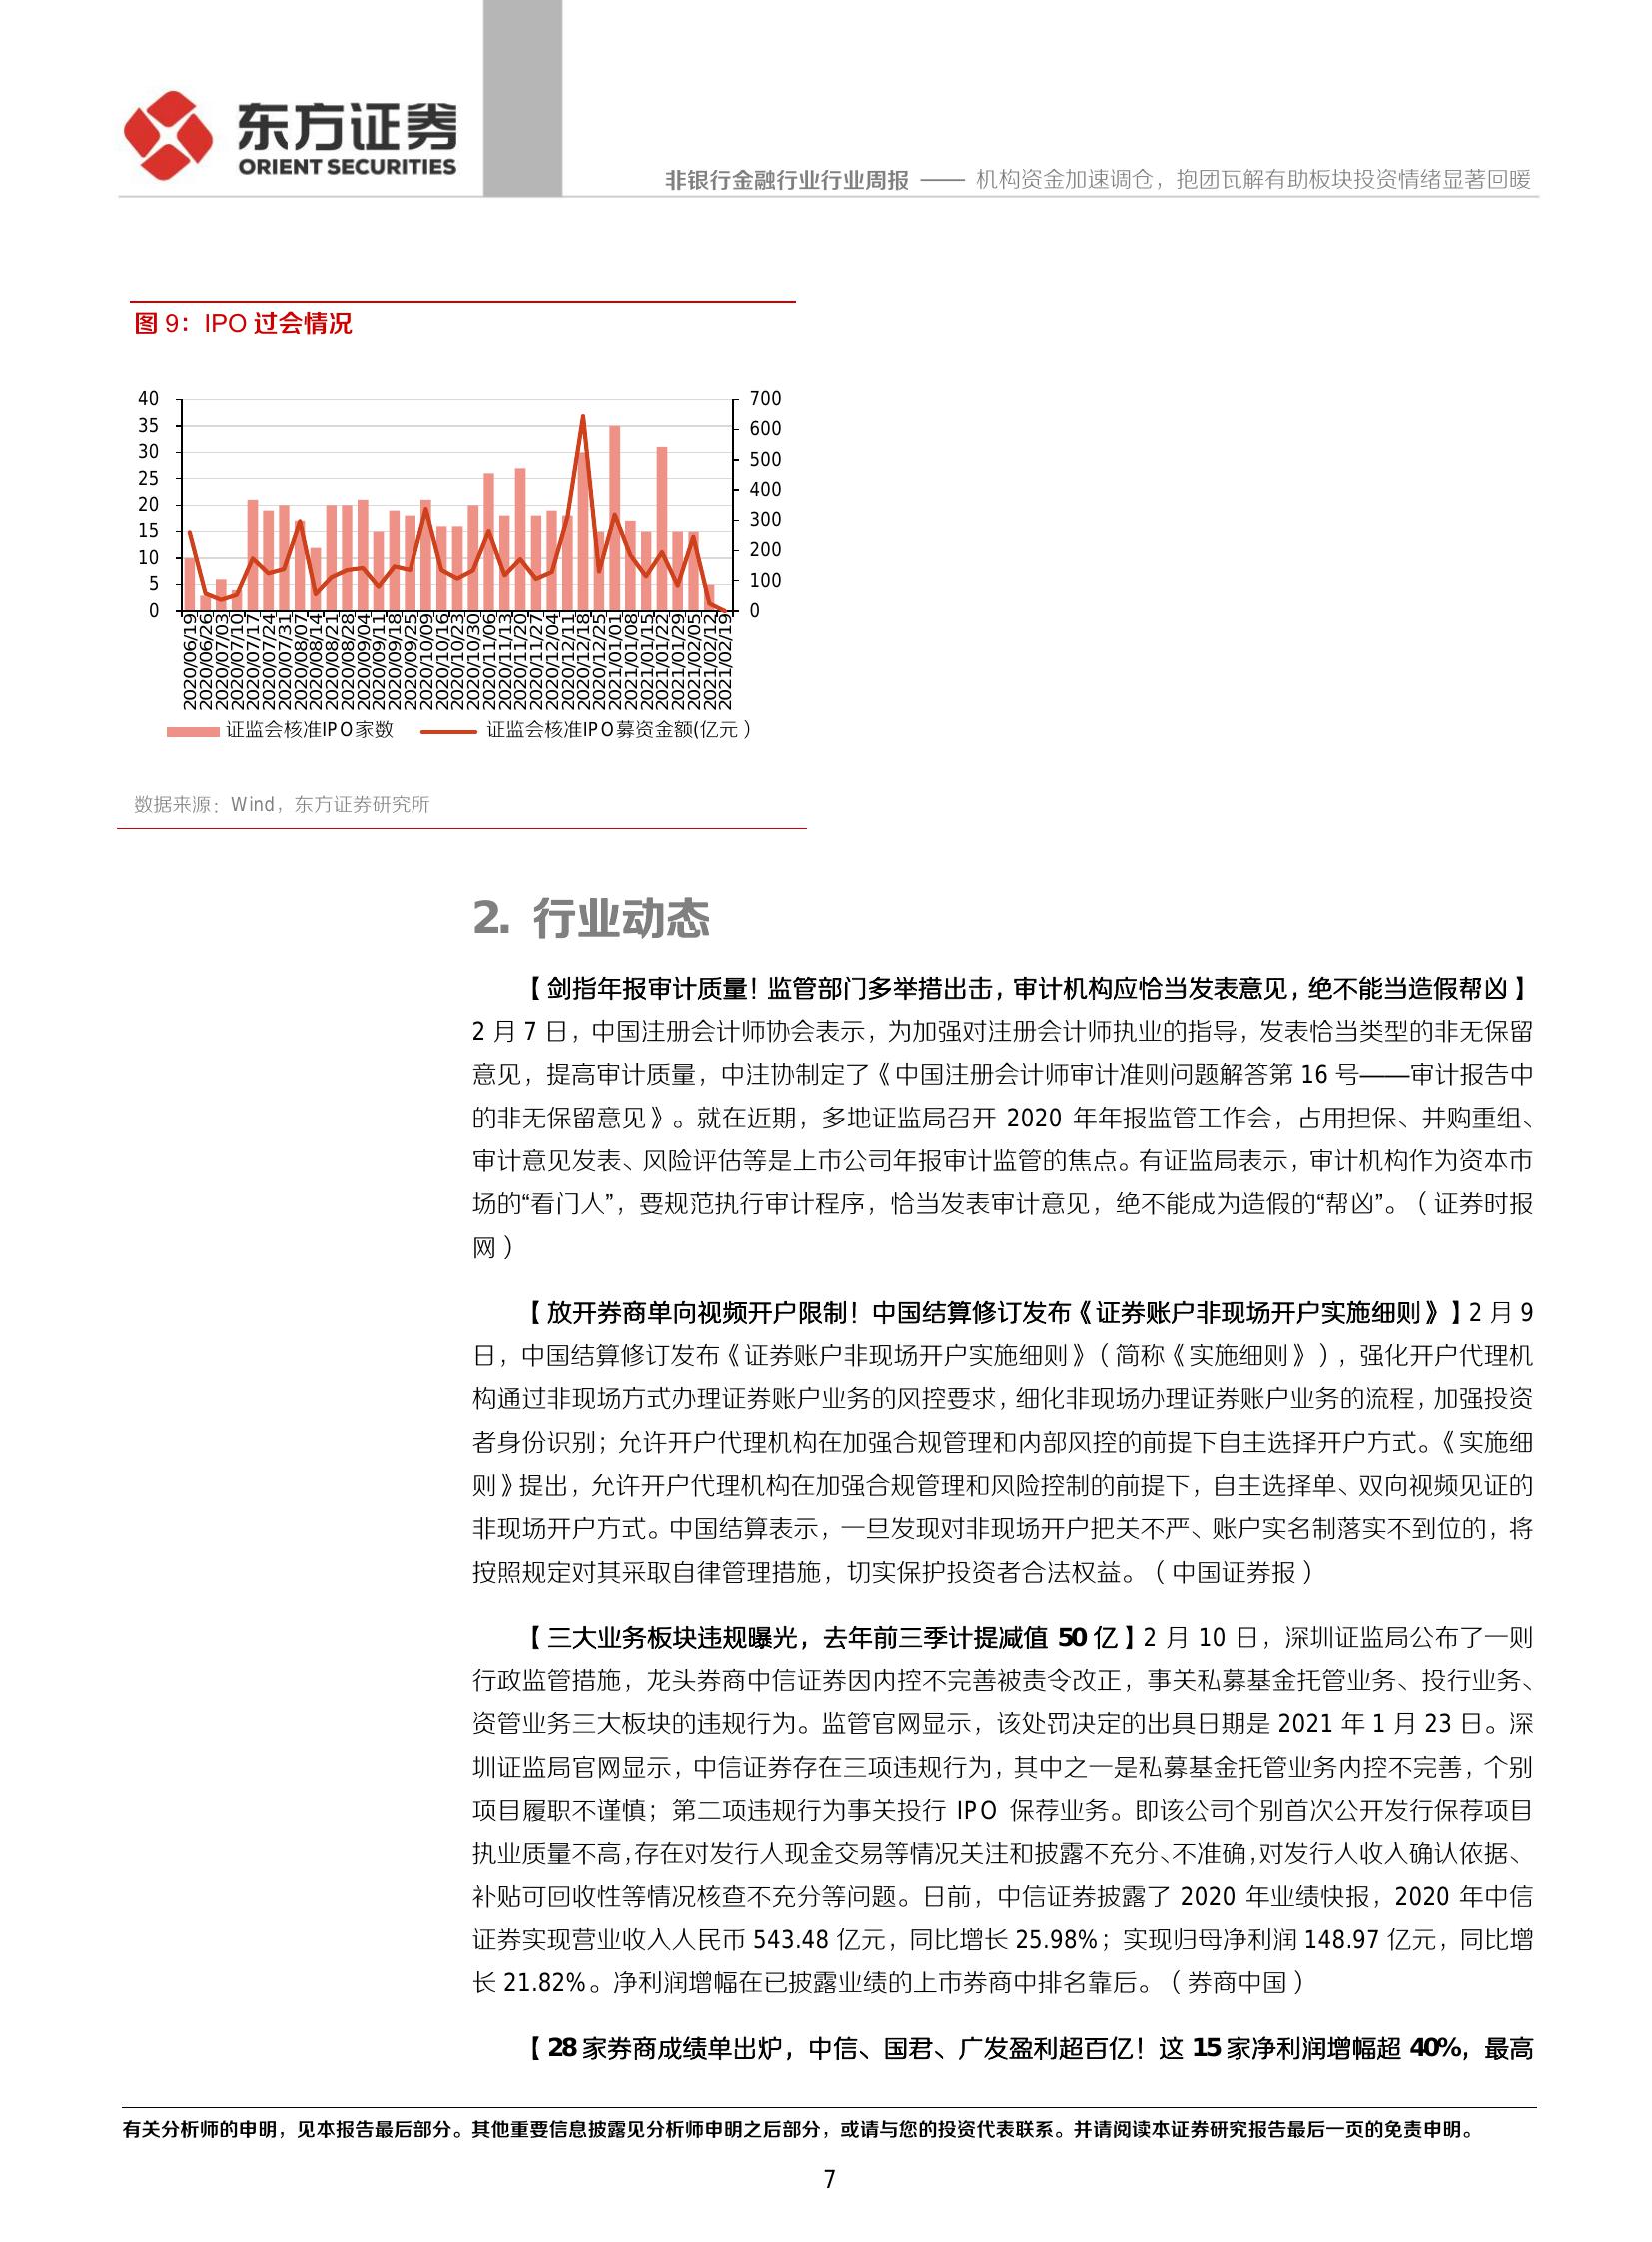 东方证券
ORIENT SECURITIES
非银行金融行业行业周报 —— 机构资金加速调仓，抱团瓦解有助板块投资情绪显著回暖
图 9：IPO 过会情况
40
35
30
25
20
15
10
5
0
700
600
500
400
300
200
100
0
2020/06/19
2020/06/26
2020/07/03
2020/07/10
2020/07/17
2020/07/24
2020/07/31
2020/08/07
2020/08/14
2020/08/21
2020/08/28
2020/09/04
2020/09/11
2020/09/18
2020/09/25
2020/10/09
2020/10/16
2020/10/23
2020/10/30
2020/11/06
2020/11/13
2020/11/20
2020/11/27
2020/12/04
2020/12/11
2020/12/18
2020/12/25
2021/01/01
2021/01/08
2021/01/15
2021/01/22
2021/01/29
2021/02/05
2021/02/12
2021/02/19
证监会核准IPO家数 证监会核准IPO募资金额(亿元）
数据来源：Wind，东方证券研究所
2. 行业动态
【剑指年报审计质量！监管部门多举措出击，审计机构应恰当发表意见，绝不能当造假帮凶】
2 月 7 日，中国注册会计师协会表示，为加强对注册会计师执业的指导，发表恰当类型的非无保留
意见，提高审计质量，中注协制定了《中国注册会计师审计准则问题解答第 16 号——审计报告中
的非无保留意见》。就在近期，多地证监局召开 2020 年年报监管工作会，占用担保、并购重组、
审计意见发表、风险评估等是上市公司年报审计监管的焦点。有证监局表示，审计机构作为资本市
场的“看门人”，要规范执行审计程序，恰当发表审计意见，绝不能成为造假的“帮凶”。（证券时报
网）
【放开券商单向视频开户限制！中国结算修订发布《证券账户非现场开户实施细则》】2 月 9
日，中国结算修订发布《证券账户非现场开户实施细则》（简称《实施细则》），强化开户代理机
构通过非现场方式办理证券账户业务的风控要求，细化非现场办理证券账户业务的流程，加强投资
者身份识别；允许开户代理机构在加强合规管理和内部风控的前提下自主选择开户方式。《实施细
则》提出，允许开户代理机构在加强合规管理和风险控制的前提下，自主选择单、双向视频见证的
非现场开户方式。中国结算表示，一旦发现对非现场开户把关不严、账户实名制落实不到位的，将
按照规定对其采取自律管理措施，切实保护投资者合法权益。（中国证券报）
【三大业务板块违规曝光，去年前三季计提减值 50 亿】2 月 10 日，深圳证监局公布了一则
行政监管措施，龙头券商中信证券因内控不完善被责令改正，事关私募基金托管业务、投行业务、
资管业务三大板块的违规行为。监管官网显示，该处罚决定的出具日期是 2021 年 1 月 23 日。深
圳证监局官网显示，中信证券存在三项违规行为，其中之一是私募基金托管业务内控不完善，个别
项目履职不谨慎；第二项违规行为事关投行 IPO 保荐业务。即该公司个别首次公开发行保荐项目
执业质量不高，存在对发行人现金交易等情况关注和披露不充分、不准确，对发行人收入确认依据、
补贴可回收性等情况核查不充分等问题。日前，中信证券披露了 2020 年业绩快报，2020 年中信
证券实现营业收入人民币 543.48 亿元，同比增长 25.98%；实现归母净利润 148.97 亿元，同比增
长 21.82%。净利润增幅在已披露业绩的上市券商中排名靠后。（券商中国）
【28 家券商成绩单出炉，中信、国君、广发盈利超百亿！这 15 家净利润增幅超 40%，最高
有关分析师的申明，见本报告最后部分。其他重要信息披露见分析师申明之后部分，或请与您的投资代表联系。并请阅读本证券研究报告最后一页的免责申明。
7